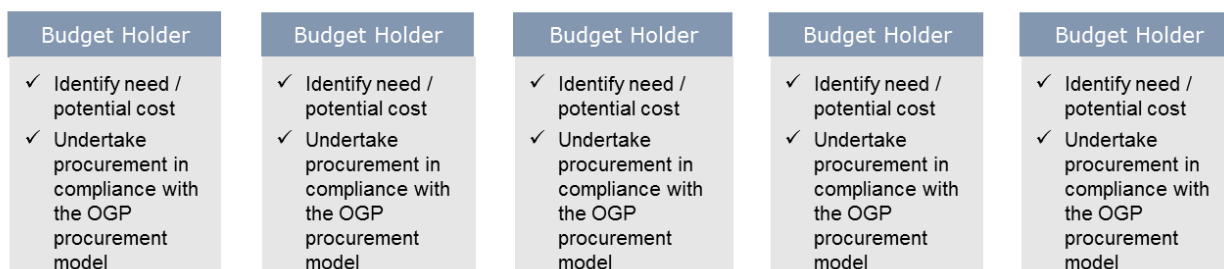 Budget Holder
✓ Identify need /
potential cost
✓ Undertake
procurement in
compliance with
the OGP
procurement
model
Budget Holder
✓ Identify need /
potential cost
✓ Undertake
procurement in
compliance with
the OGP
procurement
model
Budget Holder
✓ Identify need /
potential cost
✓ Undertake
procurement in
compliance with
the OGP
procurement
model
Budget Holder
✓ Identify need /
potential cost
✓ Undertake
procurement in
compliance with
the OGP
procurement
model
Budget Holder
✓ Identify need /
potential cost
✓ Undertake
procurement in
compliance with
the OGP
procurement
model